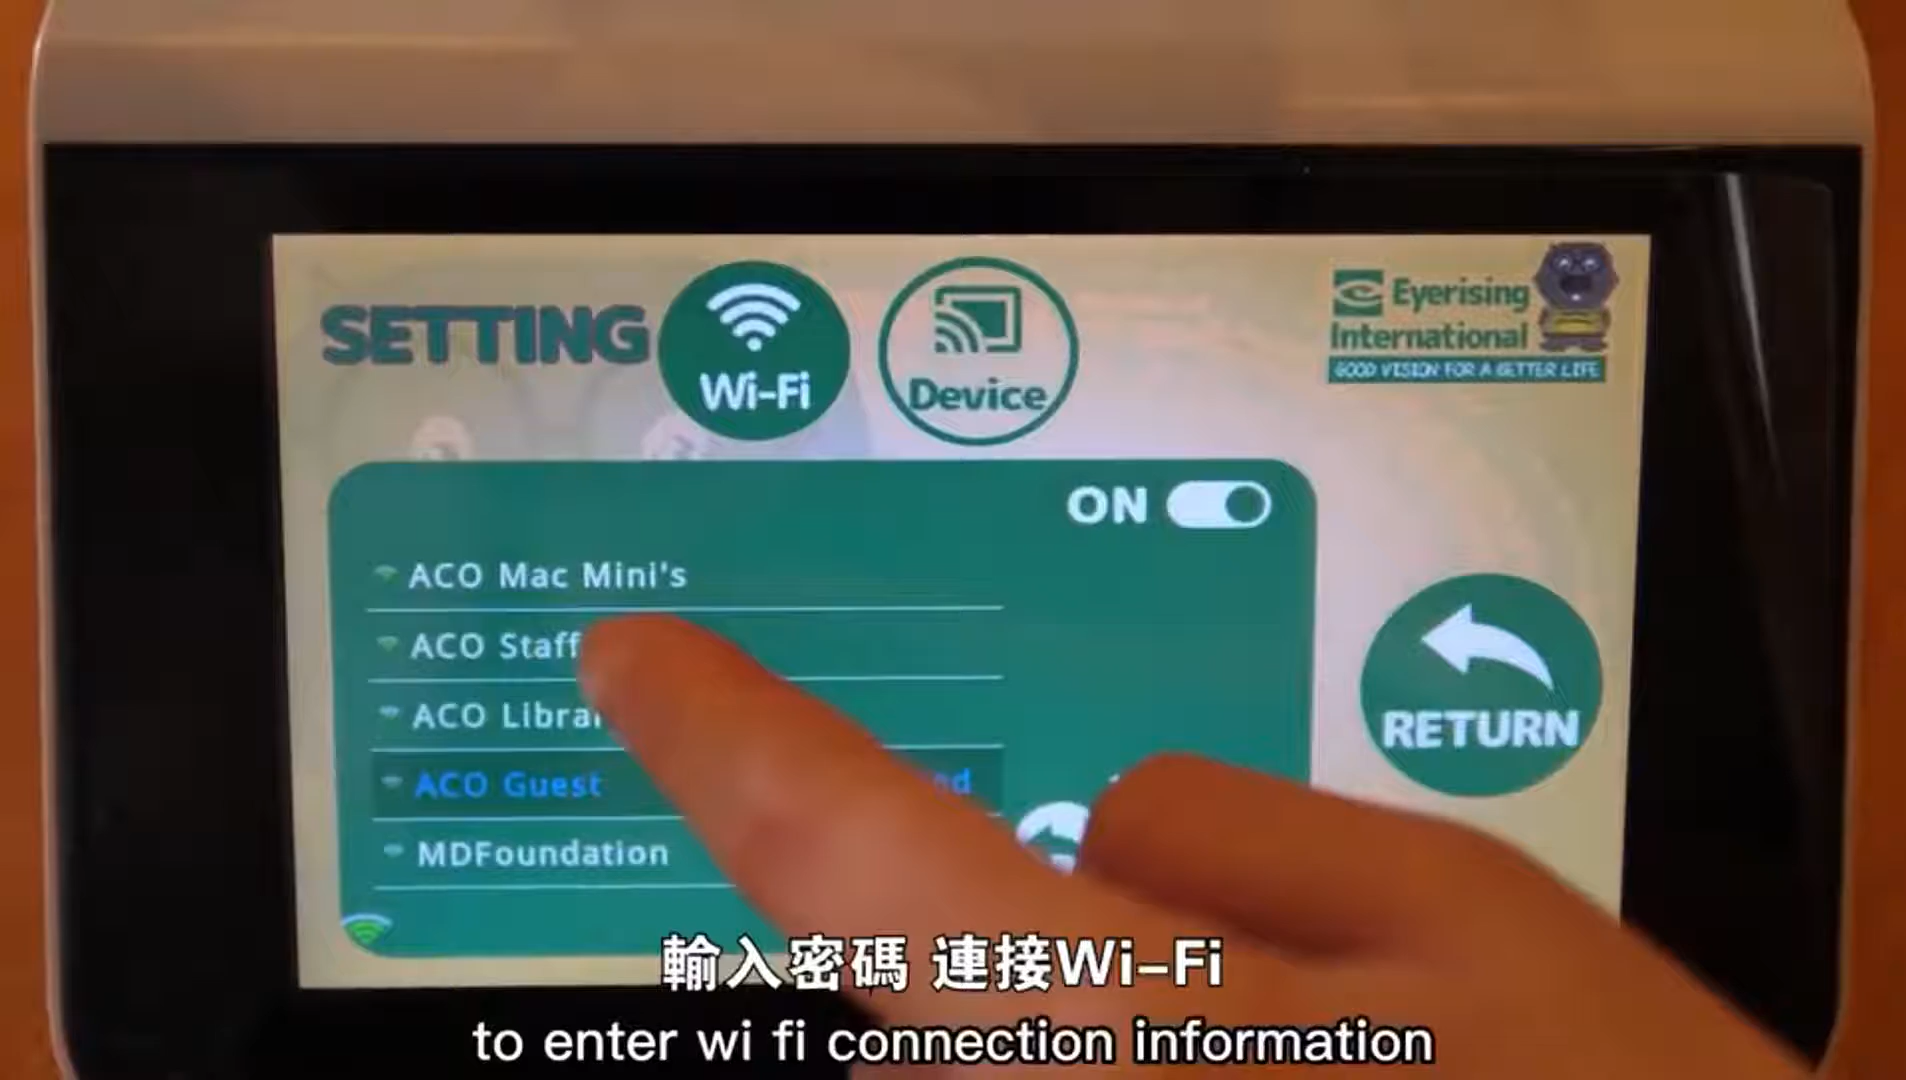 SETTING
Wi-Fi
Device
Eyerising
International
GOOD VISION FOR A BETTER LIFE
ON
ACO Mac Mini's
ACO Staff
ACO
ACO Guest
MDFoundation
RETURN
輸入密碼 連接Wi-Fi
to enter wi fi connection information